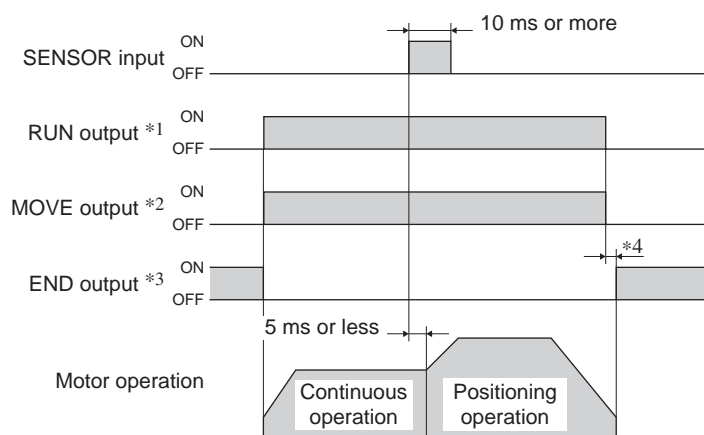 10 ms or more
SENSOR input
ON
OFF
RUN output *1
ON
OFF
MOVE output *2
ON
OFF
*4
END output *3
ON
OFF
5 ms or less
Motor operation
Continuous
operation
Positioning
operation